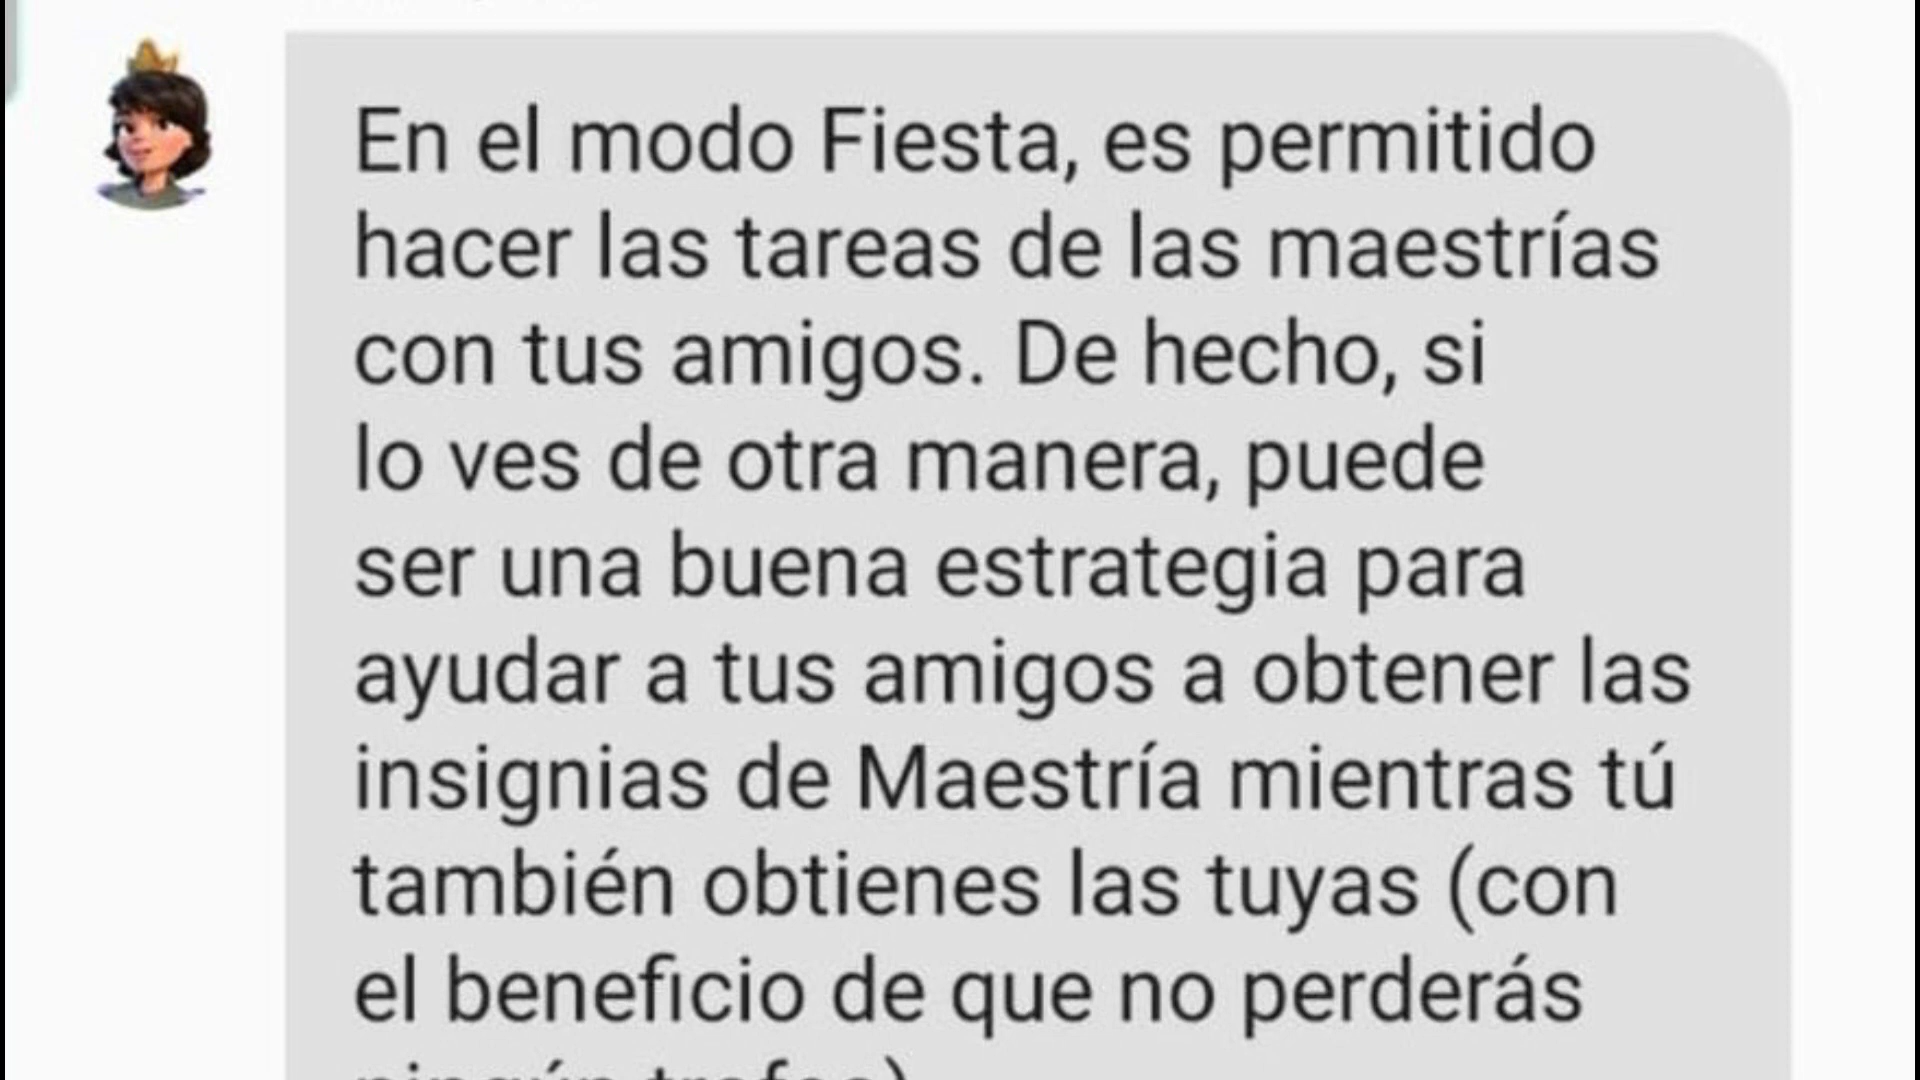 En el modo Fiesta, es permitido
hacer las tareas de las maestrías
con tus amigos. De hecho, si
lo ves de otra manera, puede
ser una buena estrategia para
ayudar a tus amigos a obtener las
insignias de Maestría mientras tú
también obtienes las tuyas (con
el beneficio de que no perderás
ningún trofeo)